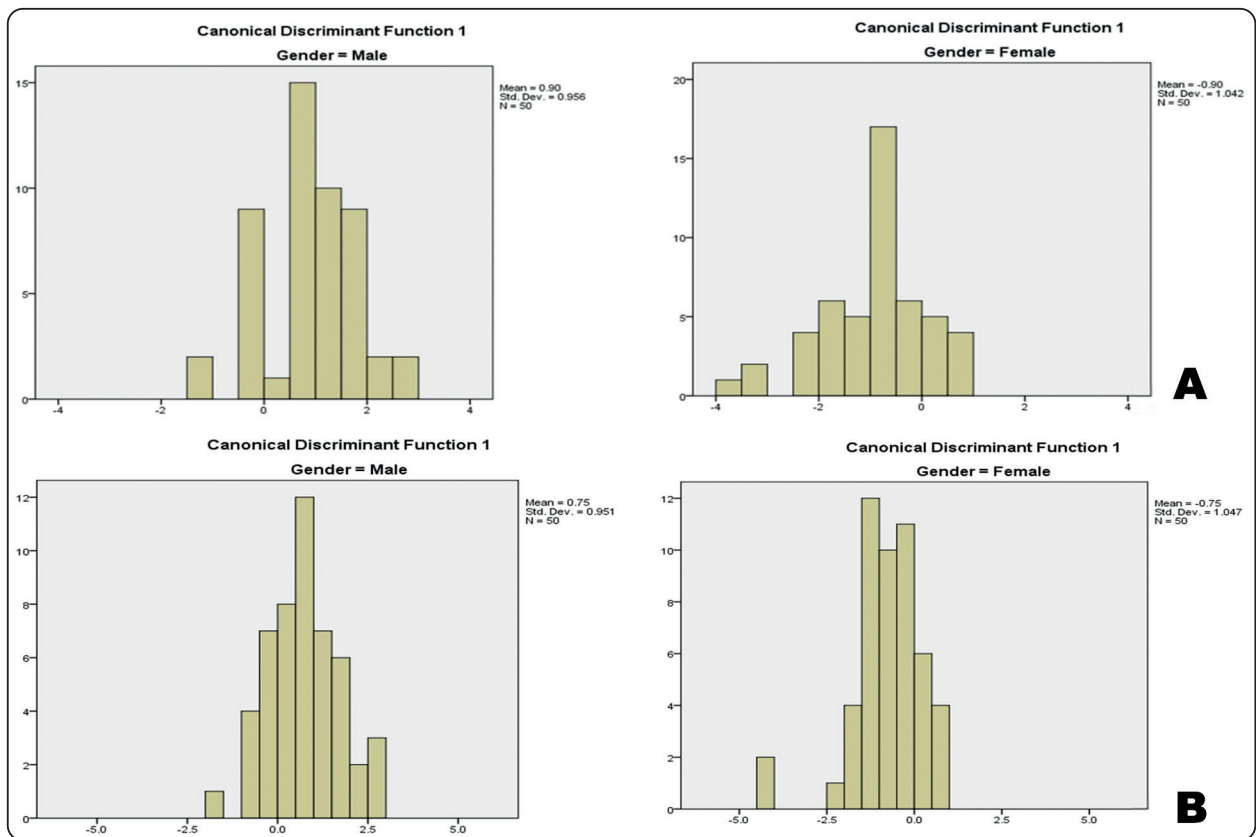 Canonical Discriminant Function 1
Gender = Male
15
10
5
0
-4
-2
0
2
4
Mean = 0.90
Std. Dev. = 0.956
N = 50
Canonical Discriminant Function 1
Gender = Female
20
15
10
5
0
-4
-2
0
2
4
Mean = -0.90
Std. Dev. = 1.042
N = 50
A
Canonical Discriminant Function 1
Gender = Male
12
10
8
6
4
2
0
-5.0
-2.5
0.0
2.5
5.0
Mean = 0.75
Std. Dev. = 0.951
N = 50
Canonical Discriminant Function 1
Gender = Female
12
10
8
6
4
2
0
-5.0
-2.5
0.0
2.5
5.0
Mean = -0.75
Std. Dev. = 1.047
N = 50
B